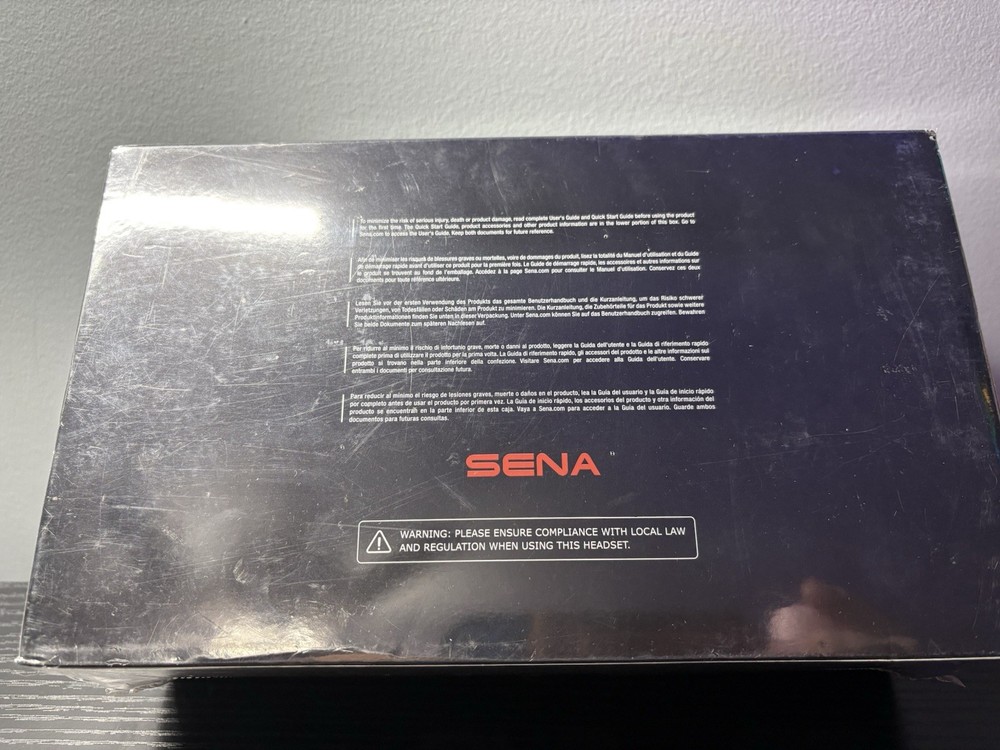 To minimize the risk of serious injury, death or product damage, read complete User's Guide and Quick Start Guide before using the product
for the first time. The Quick Start Guide, product accessories and other product information are in the lower portion of this box. Go to
Sena.com to access the User's Guide. Keep both documents for future reference.
Afin de minimiser les risques de blessures graves ou mortelles, voire de dommages du produit, lisez la totalité du Manuel d'utilisation et du Guide
de démarrage rapide avant d'utiliser ce produit pour la première fois. Le Guide de démarrage rapide, les accessoires et autres informations sur
le produit se trouvent au fond de l'emballage. Accédez à la page Sena.com pour consulter le Manuel d'utilisation. Conservez ces deux
documents pour toute référence ultérieure.
Lesen Sie vor der ersten Verwendung des Produkts das gesamte Benutzerhandbuch und die Kurzanleitung, um das Risiko schwerer
Verletzungen, von Todesfällen oder Schäden am Produkt zu minimieren. Die Kurzanleitung, die Zubehörteile für das Produkt sowie weitere
Produktinformationen finden Sie unten in dieser Verpackung. Unter Sena.com können Sie auf das Benutzerhandbuch zugreifen. Bewahren
Sie beide Dokumente zum späteren Nachlesen auf.
Per ridurre al minimo il rischio di infortunio grave, morte o danni al prodotto, leggere la Guida dell'utente e la Guida di riferimento rapido
complete prima di utilizzare il prodotto per la prima volta. La Guida di riferimento rapido, gli accessori del prodotto e le altre informazioni sul
prodotto si trovano nella parte inferiore della confezione. Visitare Sena.com per accedere alla Guida dell'utente. Conservare
entrambi i documenti per consultazione futura.
Para reducir al mínimo el riesgo de lesiones graves, muerte o daños en el producto, lea la Guía del usuario y la Guía de inicio rápido
por completo antes de usar el producto por primera vez. La Guía de inicio rápido, los accesorios del producto y otra información del
producto se encuentran en la parte inferior de esta caja. Vaya a Sena.com para acceder a la Guía del usuario. Guarde ambos
documentos para futuras consultas.
SENA
WARNING: PLEASE ENSURE COMPLIANCE WITH LOCAL LAW
AND REGULATION WHEN USING THIS HEADSET.